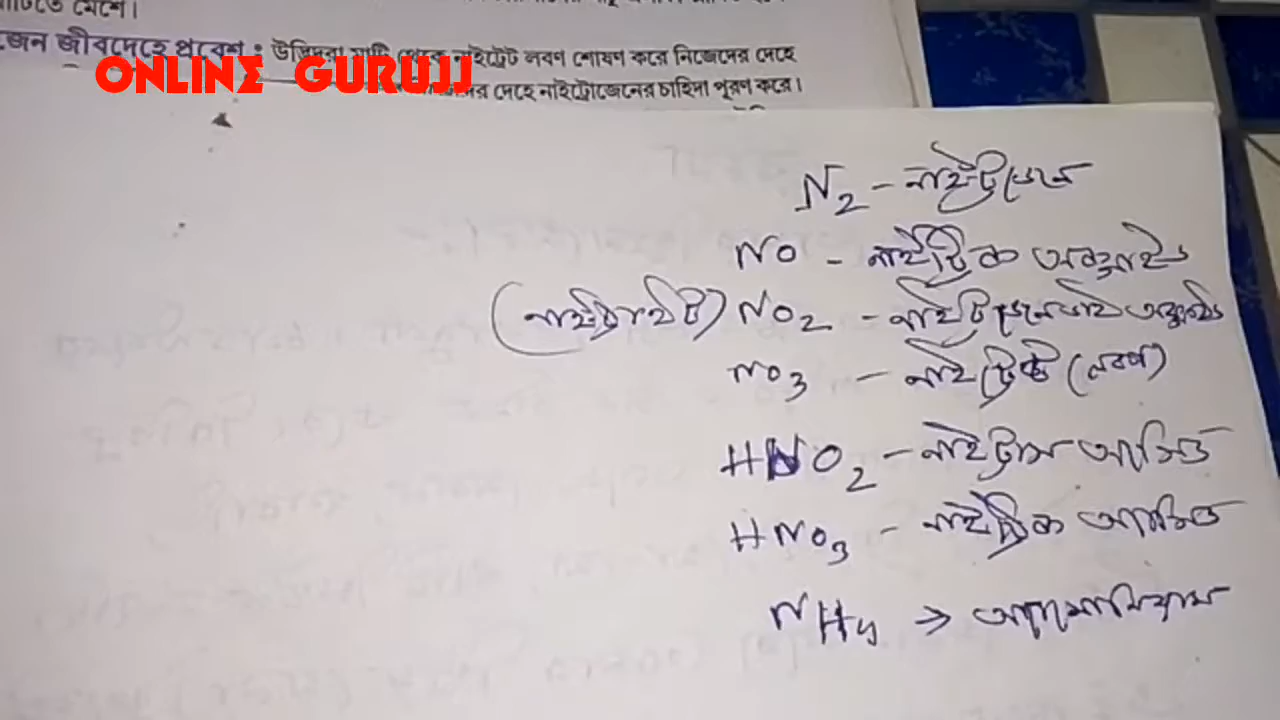 মেশে।
জীবদেহে প্রবেশ : উদ্ভিদরা মাটি থেকে নাইট্রেট লবণ শোষণ করে নিজেদের দেহে
ONLINE GURUJJ
দেহে নাইট্রোজেনের চাহিদা পূরণ করে।
N2 - নাইট্রোজেন
NO - নাইট্রিক অক্সাইড
(নাইট্রাইট) NO2 - নাইট্রোজেন ডাই অক্সাইড
NO3 - নাইট্রেট (লবণ)
HNO2 - নাইট্রাস অ্যাসিড
HNO3 - নাইট্রিক অ্যাসিড
NH4 → অ্যামোনিয়াম